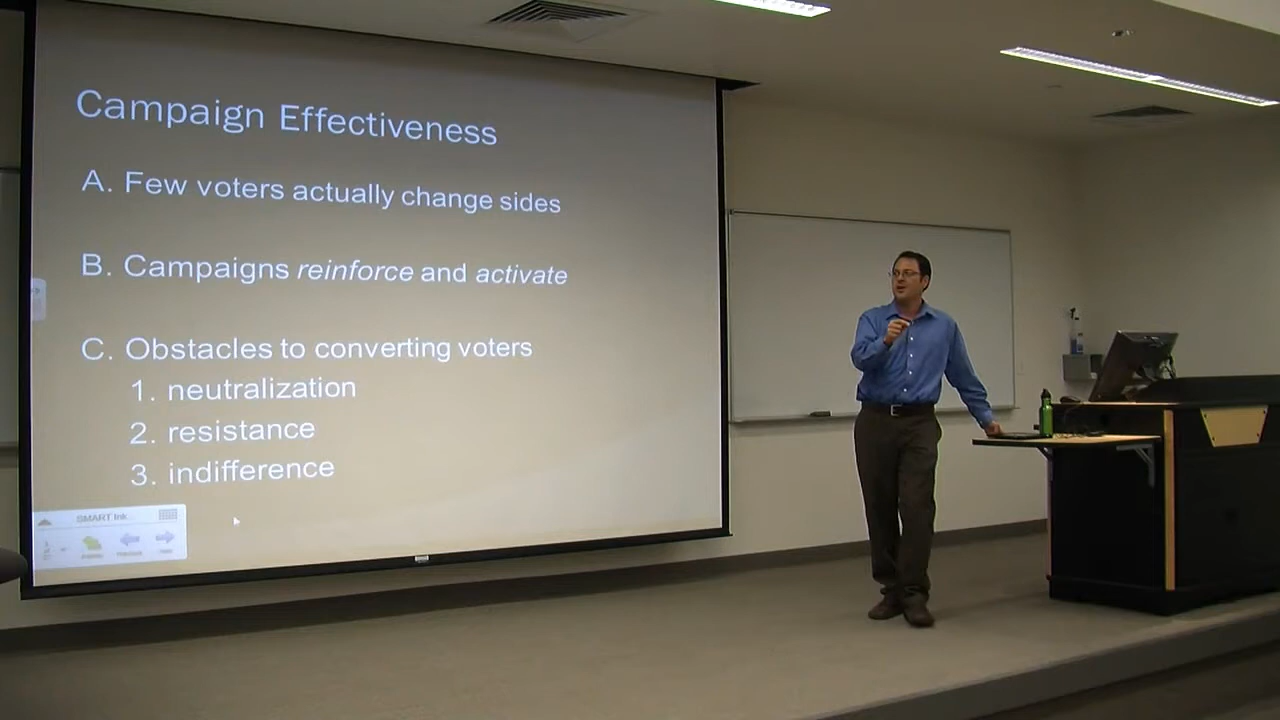 Campaign Effectiveness
A. Few voters actually change sides
B. Campaigns reinforce and activate
C. Obstacles to converting voters
1. neutralization
2. resistance
3. indifference
SMART Ink